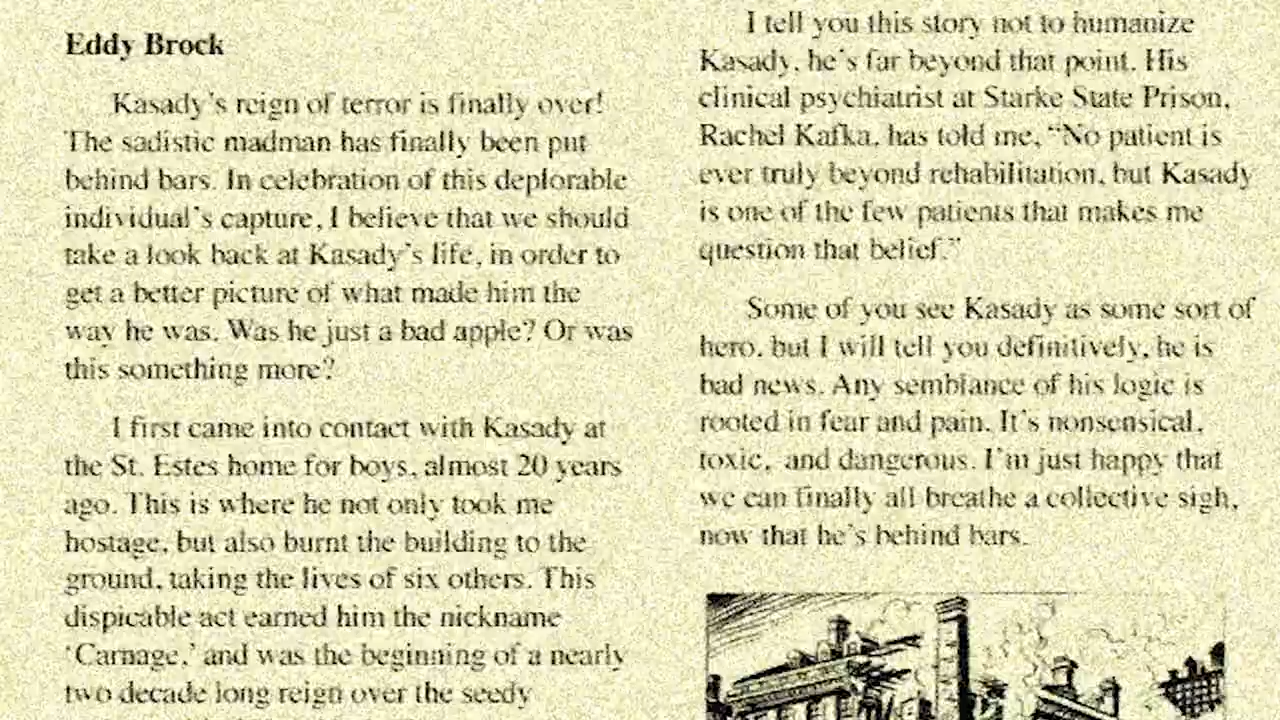 Eddy Brock
Kasady's reign of terror is finally over!
The sadistic madman has finally been put
behind bars. In celebration of this deplorable
individual's capture, I believe that we should
take a look back at Kasady's life, in order to
get a better picture of what made him the
way he was. Was he just a bad apple? Or was
this something more?
I first came into contact with Kasady at
the St. Estes home for boys, almost 20 years
ago. This is where he not only took me
hostage, but also burnt the building to the
ground, taking the lives of six others. This
dispicable act earned him the nickname
'Carnage,' and was the beginning of a nearly
two decade long reign over the seedy
I tell you this story not to humanize
Kasady, he's far beyond that point. His
clinical psychiatrist at Starke State Prison,
Rachel Kafka, has told me, "No patient is
ever truly beyond rehabilitation, but Kasady
is one of the few patients that makes me
question that belief."
Some of you see Kasady as some sort of
hero, but I will tell you definitively, he is
bad news. Any semblance of his logic is
rooted in fear and pain. It's nonsensical,
toxic, and dangerous. I'm just happy that
we can finally all breathe a collective sigh,
now that he's behind bars.